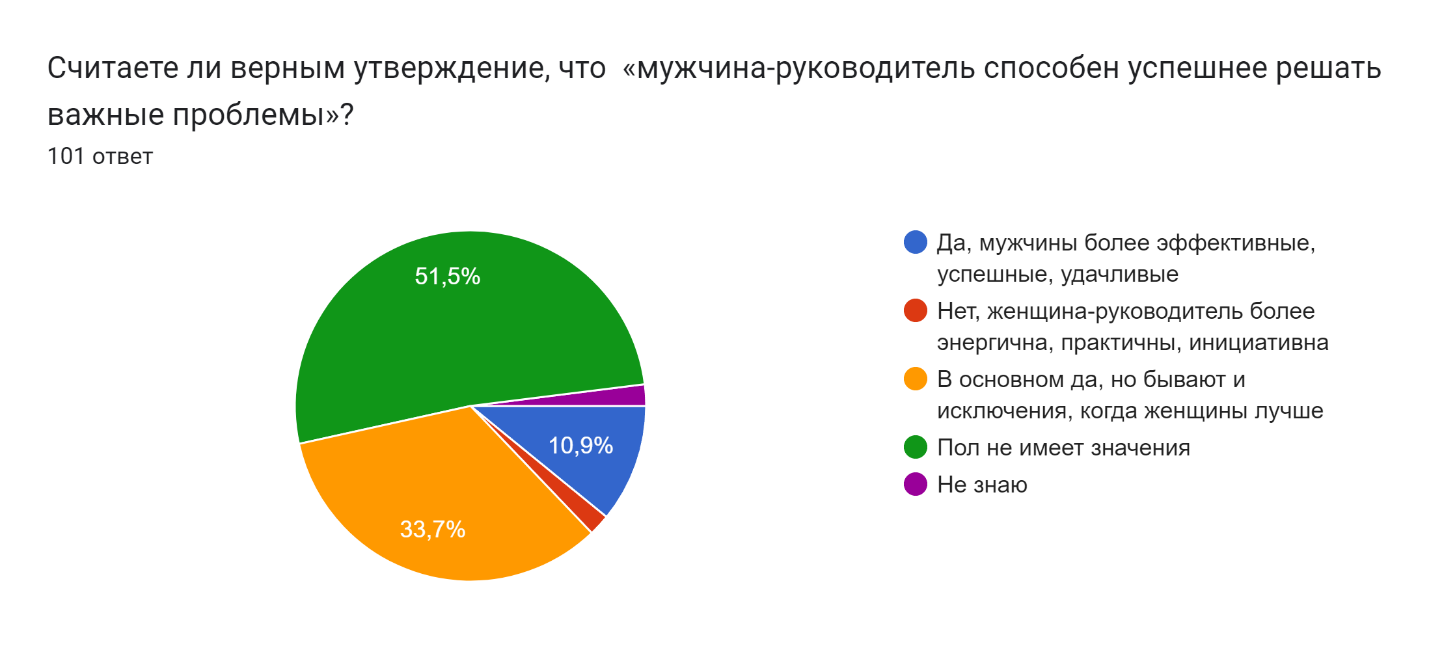 Считаете ли верным утверждение, что  «мужчина-руководитель способен успешнее решать
важные проблемы»?
101 ответ
51,5%
10,9%
33,7%
Да, мужчины более эффективные,
успешные, удачливые
Нет, женщина-руководитель более
энергична, практичны, инициативна
В основном да, но бывают и
исключения, когда женщины лучше
Пол не имеет значения
Не знаю